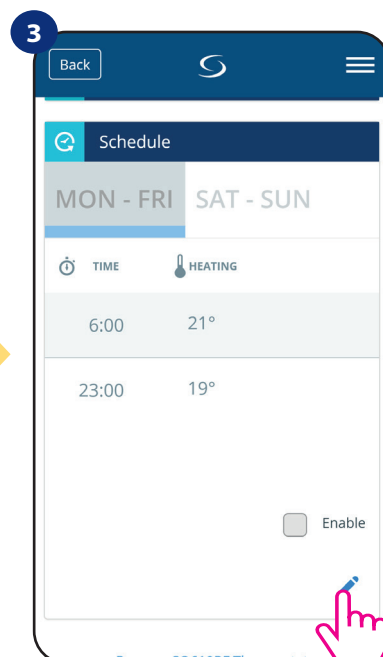 3
Back
Schedule
MON - FRI SAT - SUN
TIME HEATING
6:00 21°
23:00 19°
Enable